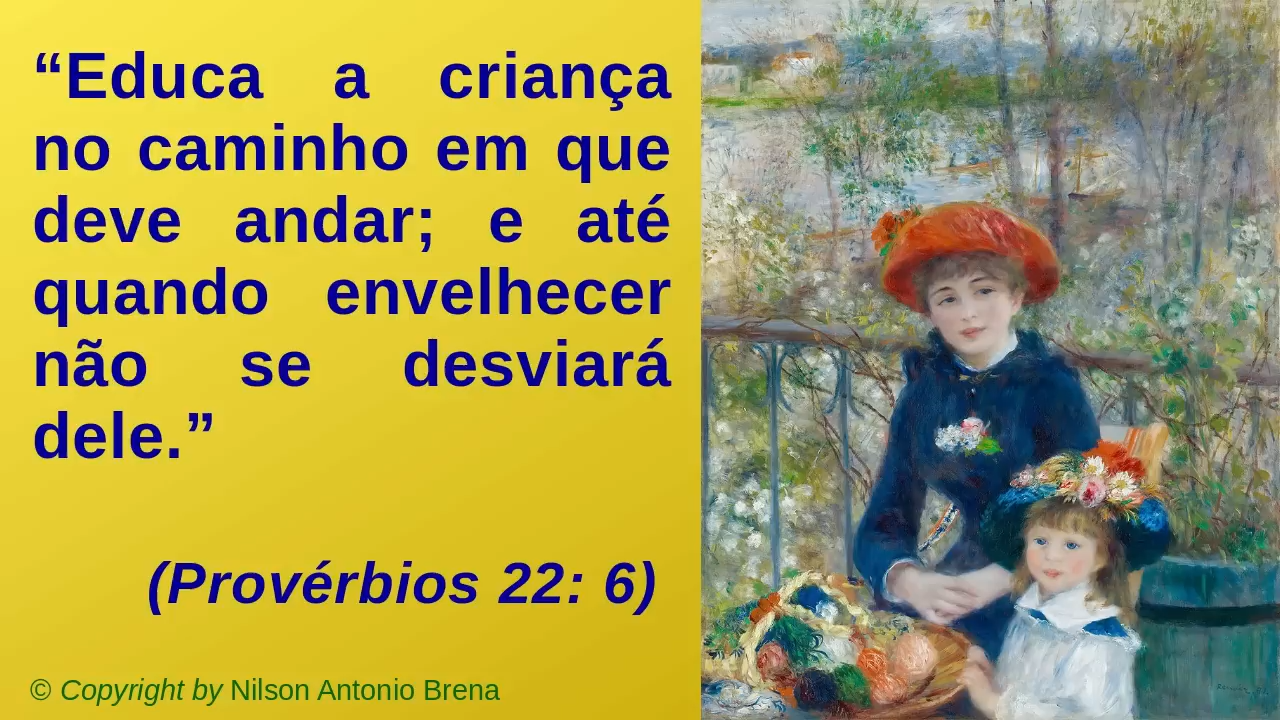 “Educa a criança
no caminho em que
deve andar; e até
quando envelhecer
não se desviará
dele.”
(Provérbios 22: 6)
© Copyright by Nilson Antonio Brena